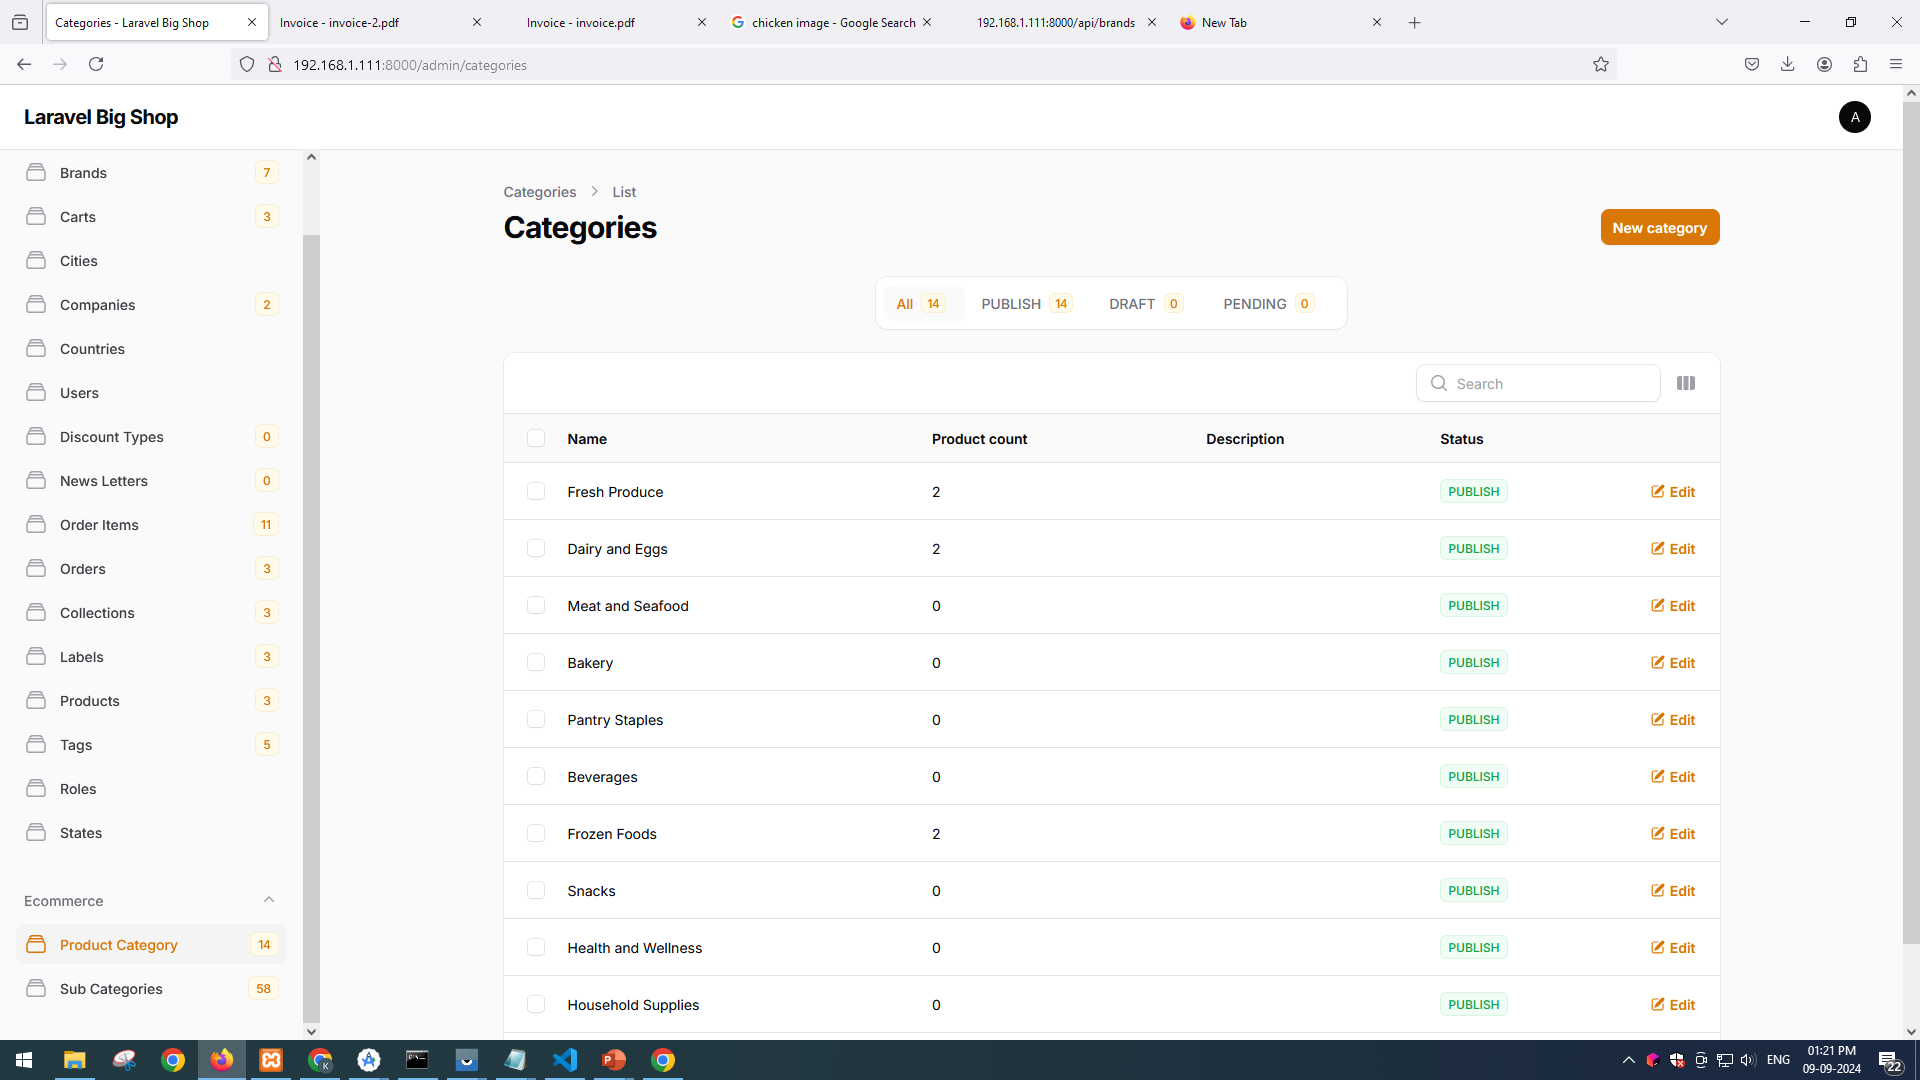 Categories - Laravel Big Shop
Invoice - invoice-2.pdf
Invoice - invoice.pdf
chicken image - Google Search
192.168.1.111:8000/api/brands
New Tab
192.168.1.111:8000/admin/categories
Laravel Big Shop
A
Brands 7
Carts 3
Cities
Companies 2
Countries
Users
Discount Types 0
News Letters 0
Order Items 11
Orders 3
Collections 3
Labels 3
Products 3
Tags 5
Roles
States
Ecommerce
Product Category 14
Sub Categories 58
Categories > List
Categories
New category
All 14 PUBLISH 14 DRAFT 0 PENDING 0
Search
Name Product count Description Status
Fresh Produce 2 PUBLISH Edit
Dairy and Eggs 2 PUBLISH Edit
Meat and Seafood 0 PUBLISH Edit
Bakery 0 PUBLISH Edit
Pantry Staples 0 PUBLISH Edit
Beverages 0 PUBLISH Edit
Frozen Foods 2 PUBLISH Edit
Snacks 0 PUBLISH Edit
Health and Wellness 0 PUBLISH Edit
Household Supplies 0 PUBLISH Edit
K
ENG
01:21 PM
09-09-2024
22